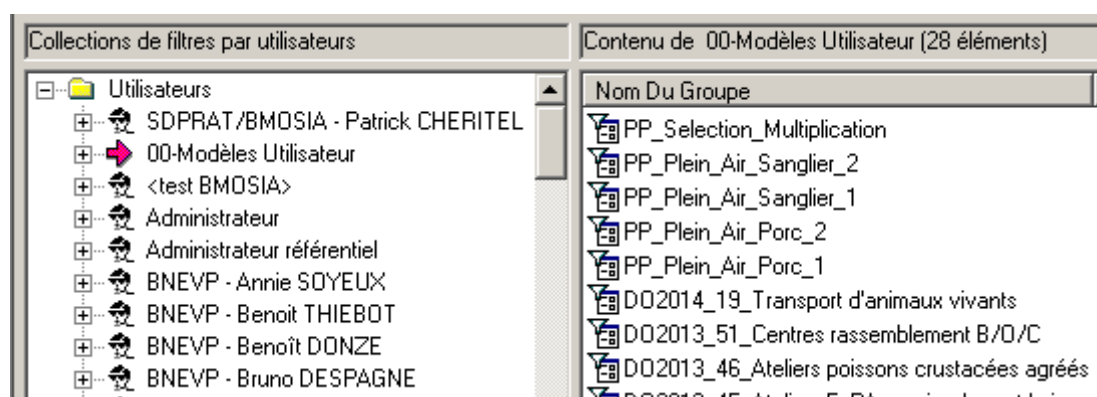 Collections de filtres par utilisateurs
Utilisateurs
SDPRAT/BMOSIA - Patrick CHERITEL
00-Modèles Utilisateur
<test BMOSIA>
Administrateur
Administrateur référentiel
BNEVP - Annie SOYEUX
BNEVP - Benoit THIEBOT
BNEVP - Benoît DONZE
BNEVP - Bruno DESPAGNE
Contenu de 00-Modèles Utilisateur (28 éléments)
Nom Du Groupe
PP_Selection_Multiplication
PP_Plein_Air_Sanglier_2
PP_Plein_Air_Sanglier_1
PP_Plein_Air_Porc_2
PP_Plein_Air_Porc_1
DO2014_19_Transport d'animaux vivants
DO2013_51_Centres rassemblement B/O/C
DO2013_46_Ateliers poissons crustacées agréés